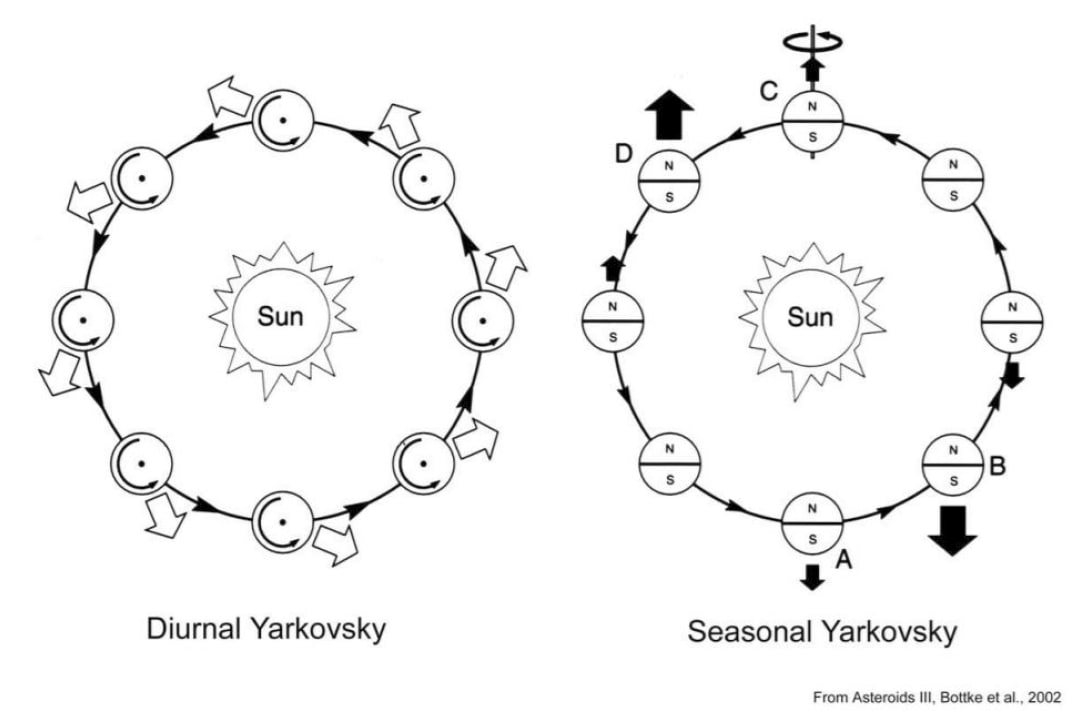 C
N
S
D
N
S
N
S
Sun
Sun
N
S
N
S
N
S
N
S
B
N
S
A
Diurnal Yarkovsky
Seasonal Yarkovsky
From Asteroids III, Bottke et al., 2002